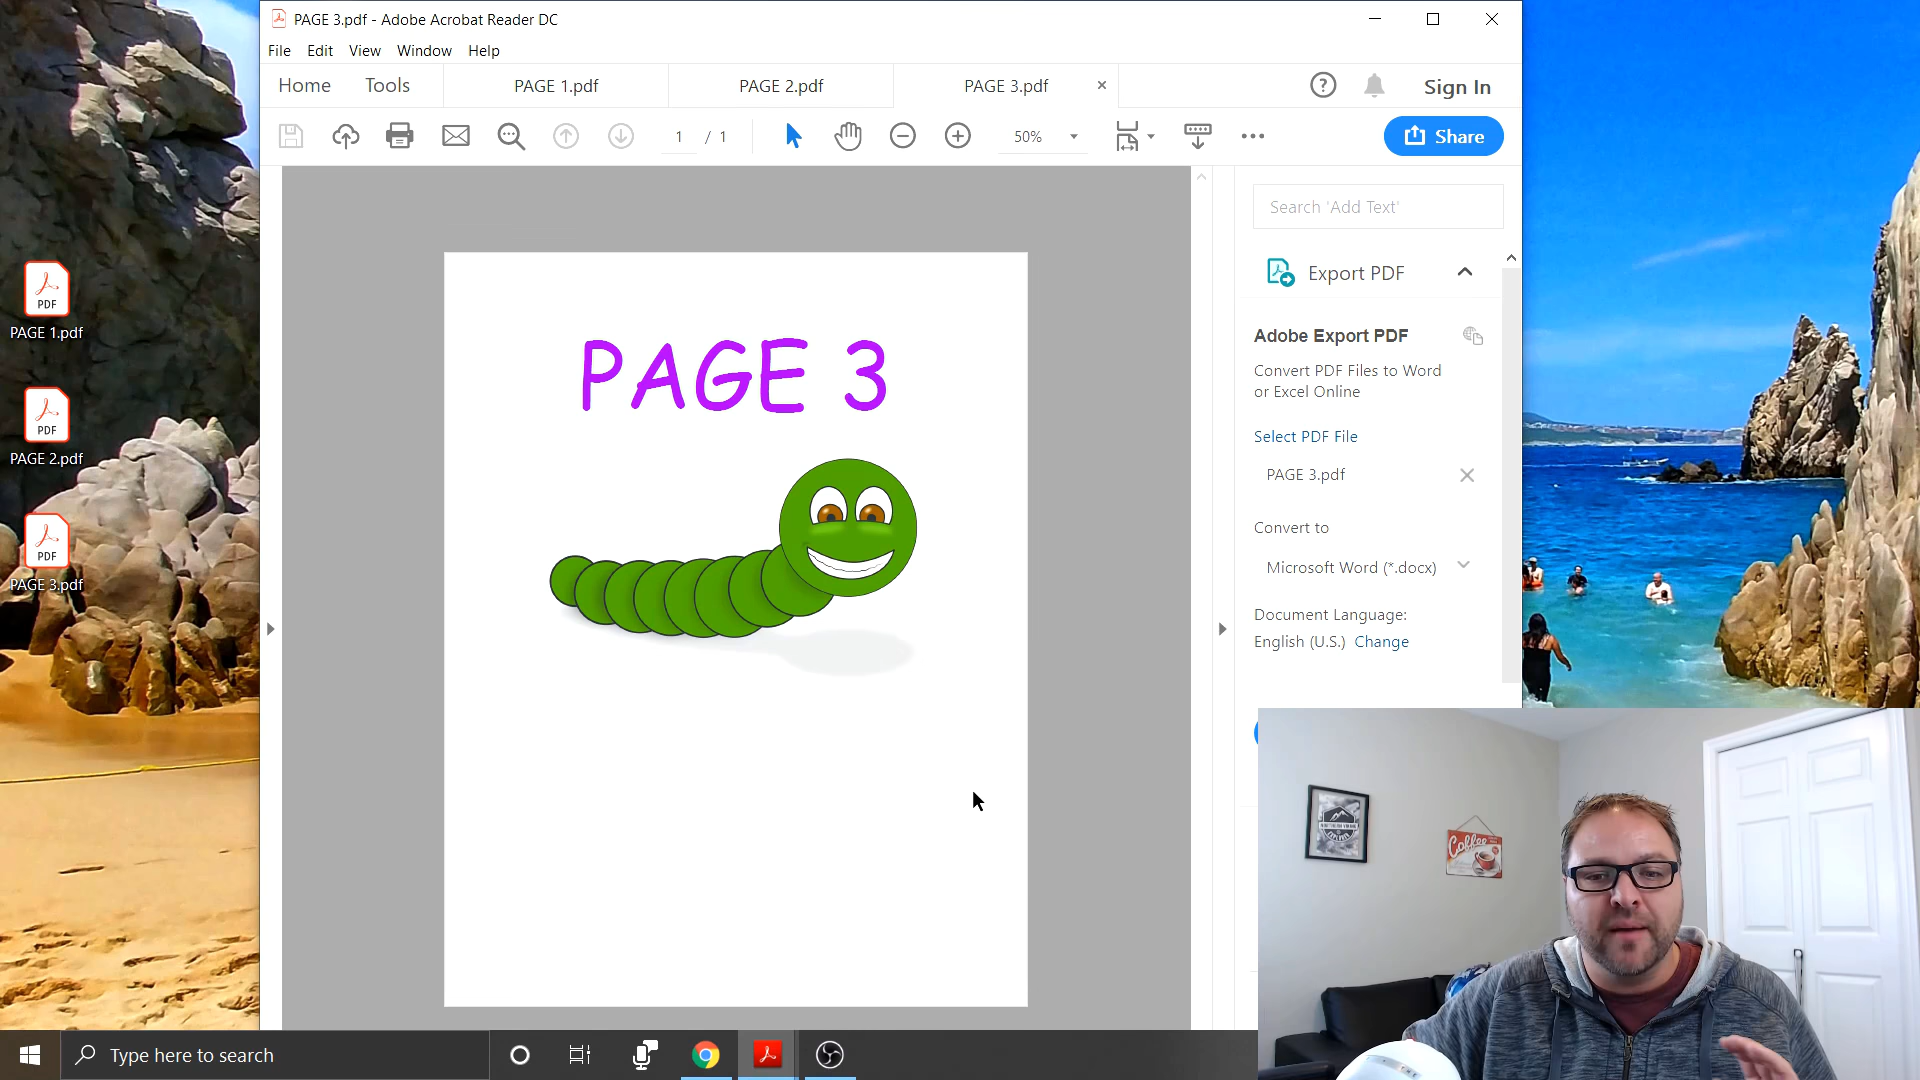 PAGE 3.pdf - Adobe Acrobat Reader DC
File Edit View Window Help
Home Tools PAGE 1.pdf PAGE 2.pdf PAGE 3.pdf Sign In
1 / 1 50% Share
Search 'Add Text'
Export PDF
Adobe Export PDF
Convert PDF Files to Word
or Excel Online
Select PDF File
PAGE 3.pdf
Convert to
Microsoft Word (*.docx)
Document Language:
English (U.S.) Change
PAGE 3
PDF
PAGE 1.pdf
PDF
PAGE 2.pdf
PDF
PAGE 3.pdf
Coffee
Type here to search